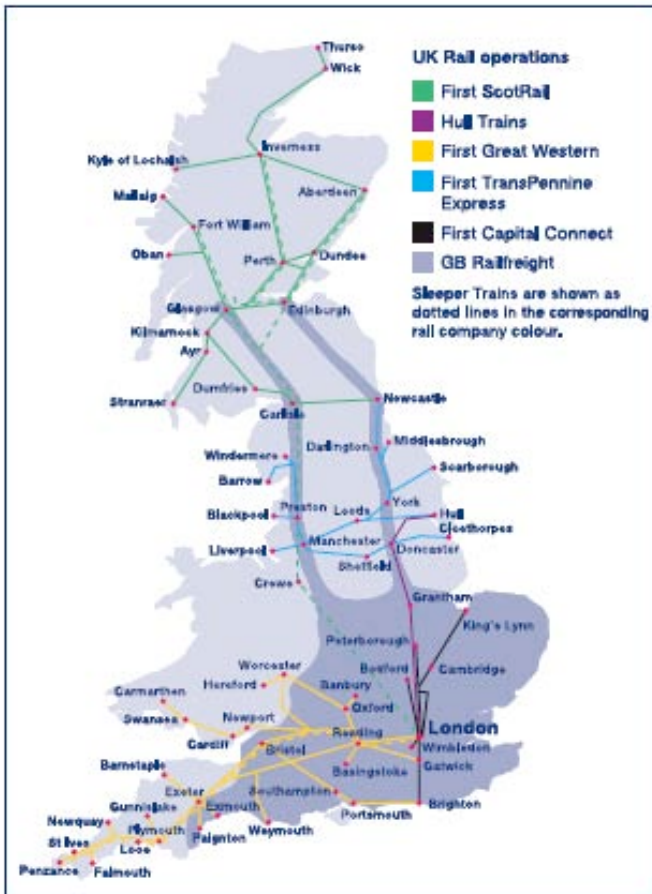 Thurso
Wick
Inverness
Kyle of Lochalsh
Aberdeen
Mallaig
Fort William
Oban
Perth
Dundee
Glasgow
Edinburgh
Kilmarnock
Ayr
Dumfries
Stranraer
Carlisle
Newcastle
Windermere
Darlington
Middlesbrough
Barrow
Scarborough
Blackpool
Preston
Leeds
York
Hull
Cleethorpes
Liverpool
Manchester
Doncaster
Sheffield
Crewe
Grantham
King's Lynn
Peterborough
Worcester
Bedford
Cambridge
Hereford
Banbury
Carmarthen
Oxford
Swansea
Newport
London
Cardiff
Reading
Wimbledon
Bristol
Gatwick
Barnstaple
Basingstoke
Exeter
Southampton
Gunnislake
Exmouth
Brighton
Newquay
Plymouth
Portsmouth
St Ives
Looe
Paignton
Weymouth
Penzance
Falmouth
UK Rail operations
First ScotRail
Hull Trains
First Great Western
First TransPennine
Express
First Capital Connect
GB Railfreight
Sleeper Trains are shown as
dotted lines in the corresponding
rail company colour.